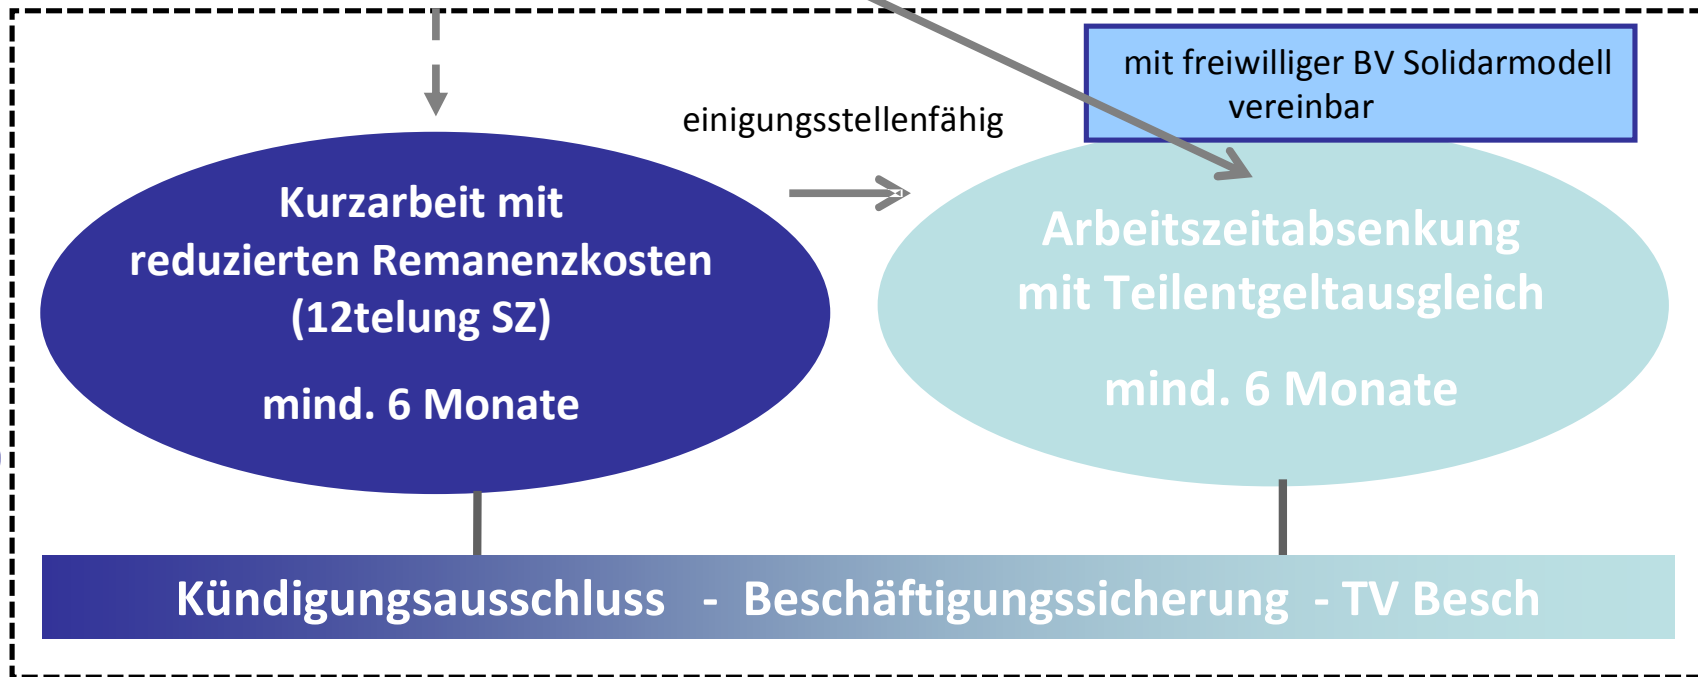 mit freiwilliger BV Solidarmodell
vereinbar
einigungsstellenfähig
Kurzarbeit mit
reduzierten Remanenzkosten
(12telung SZ)
mind. 6 Monate
Arbeitszeitabsenkung
mit Teilentgeltausgleich
mind. 6 Monate
Kündigungsausschluss - Beschäftigungssicherung - TV Besch